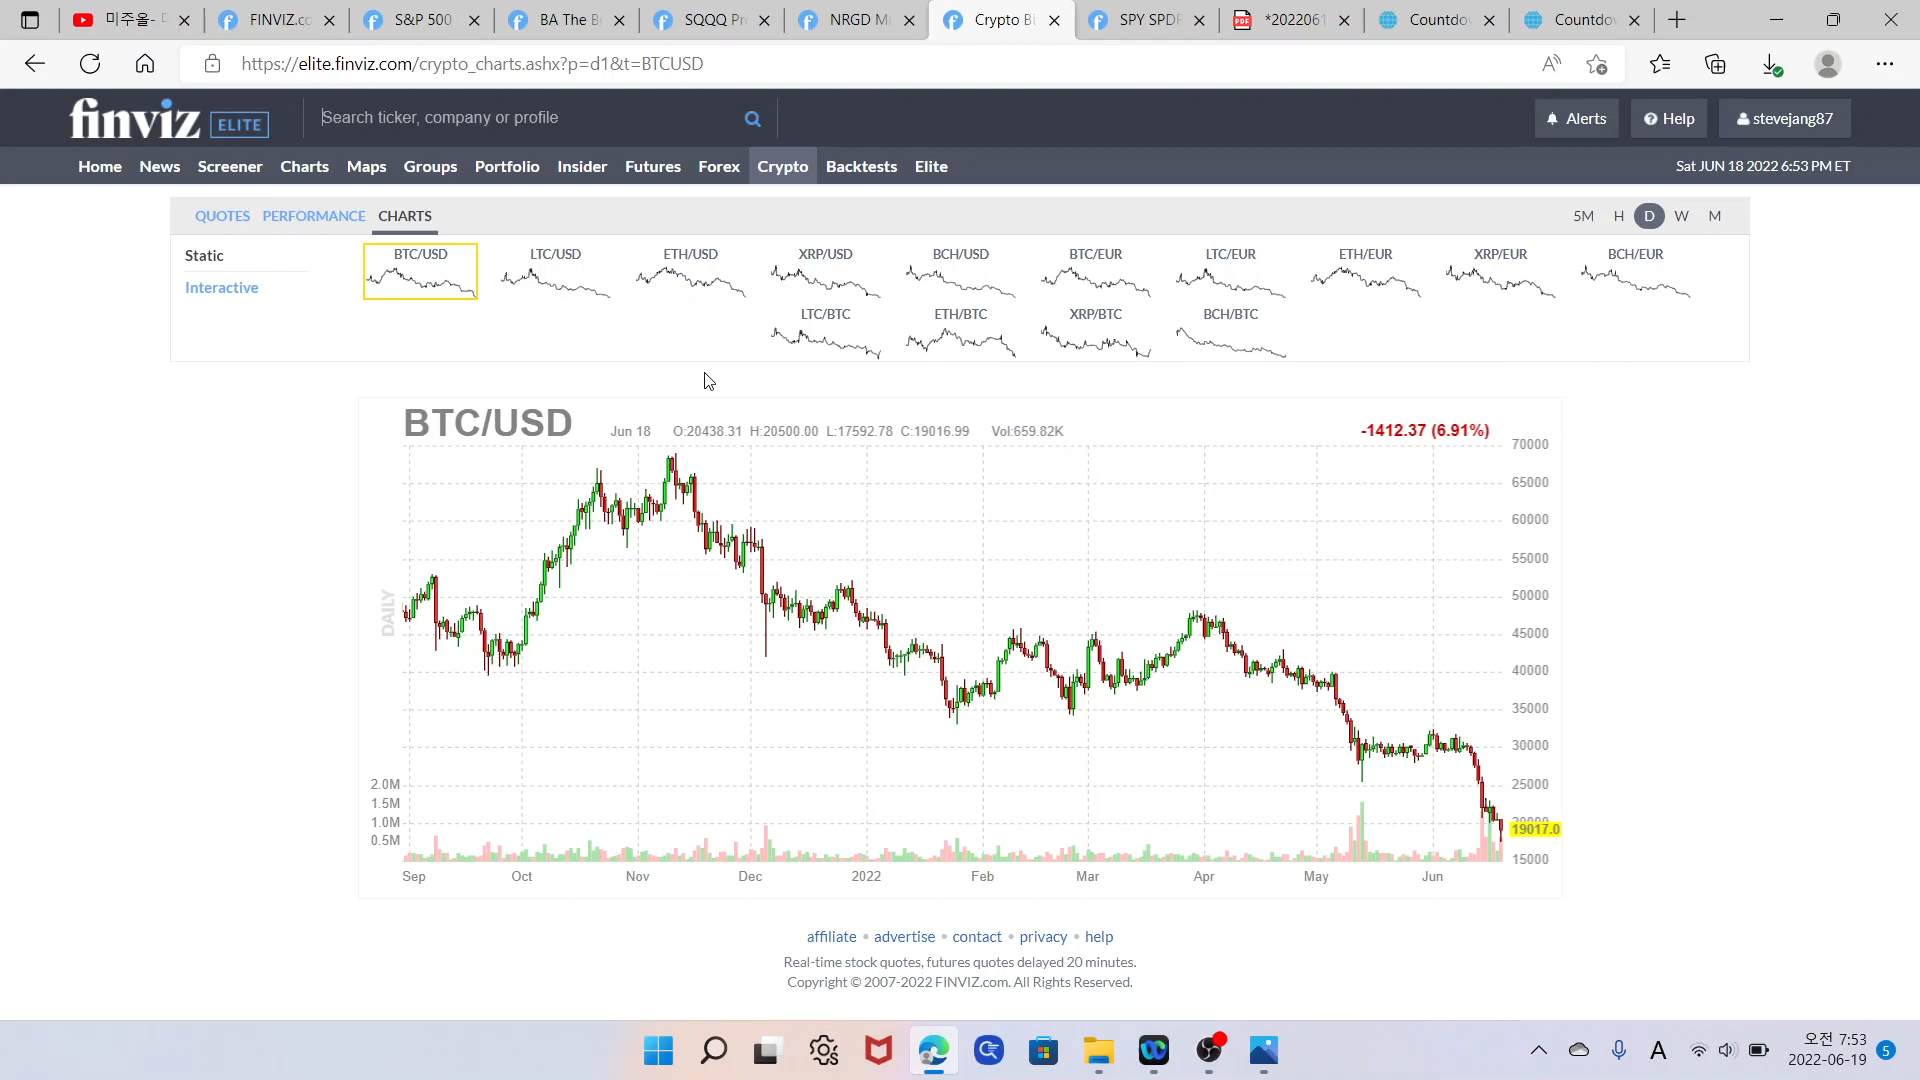 미주올-
FINVIZ.co
S&P 500
BA The B
SQQQ Pr
NRGD M
Crypto Bi
SPY SPDR
*2022061
Countdo
Countdo
https://elite.finviz.com/crypto_charts.ashx?p=d1&t=BTCUSD
finviz ELITE
Search ticker, company or profile
Alerts
Help
stevejang87
Home News Screener Charts Maps Groups Portfolio Insider Futures Forex Crypto Backtests Elite
Sat JUN 18 2022 6:53 PM ET
QUOTES PERFORMANCE CHARTS
5M H D W M
Static
Interactive
BTC/USD LTC/USD ETH/USD XRP/USD BCH/USD BTC/EUR LTC/EUR ETH/EUR XRP/EUR BCH/EUR
LTC/BTC ETH/BTC XRP/BTC BCH/BTC
BTC/USD
Jun 18 O:20438.31 H:20500.00 L:17592.78 C:19016.99 Vol:659.82K
-1412.37 (6.91%)
70000
65000
60000
55000
50000
45000
40000
35000
30000
25000
20000
19017.0
15000
DAILY
2.0M
1.5M
1.0M
0.5M
Sep Oct Nov Dec 2022 Feb Mar Apr May Jun
affiliate • advertise • contact • privacy • help
Real-time stock quotes, futures quotes delayed 20 minutes.
Copyright © 2007-2022 FINVIZ.com. All Rights Reserved.
A
오전 7:53
2022-06-19
5